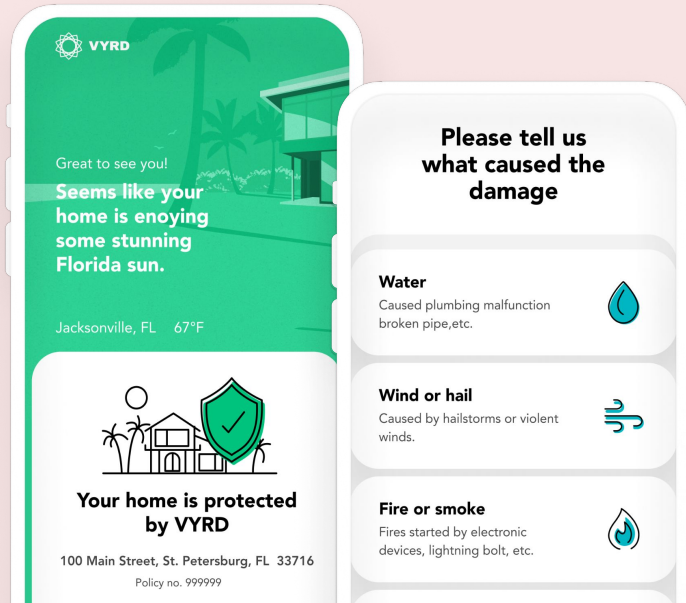 VYRD
Great to see you!
Seems like your
home is enoying
some stunning
Florida sun.
Jacksonville, FL 67°F
Your home is protected
by VYRD
100 Main Street, St. Petersburg, FL 33716
Policy no. 999999
Please tell us
what caused the
damage
Water
Caused plumbing malfunction
broken pipe,etc.
Wind or hail
Caused by hailstorms or violent
winds.
Fire or smoke
Fires started by electronic
devices, lightning bolt, etc.